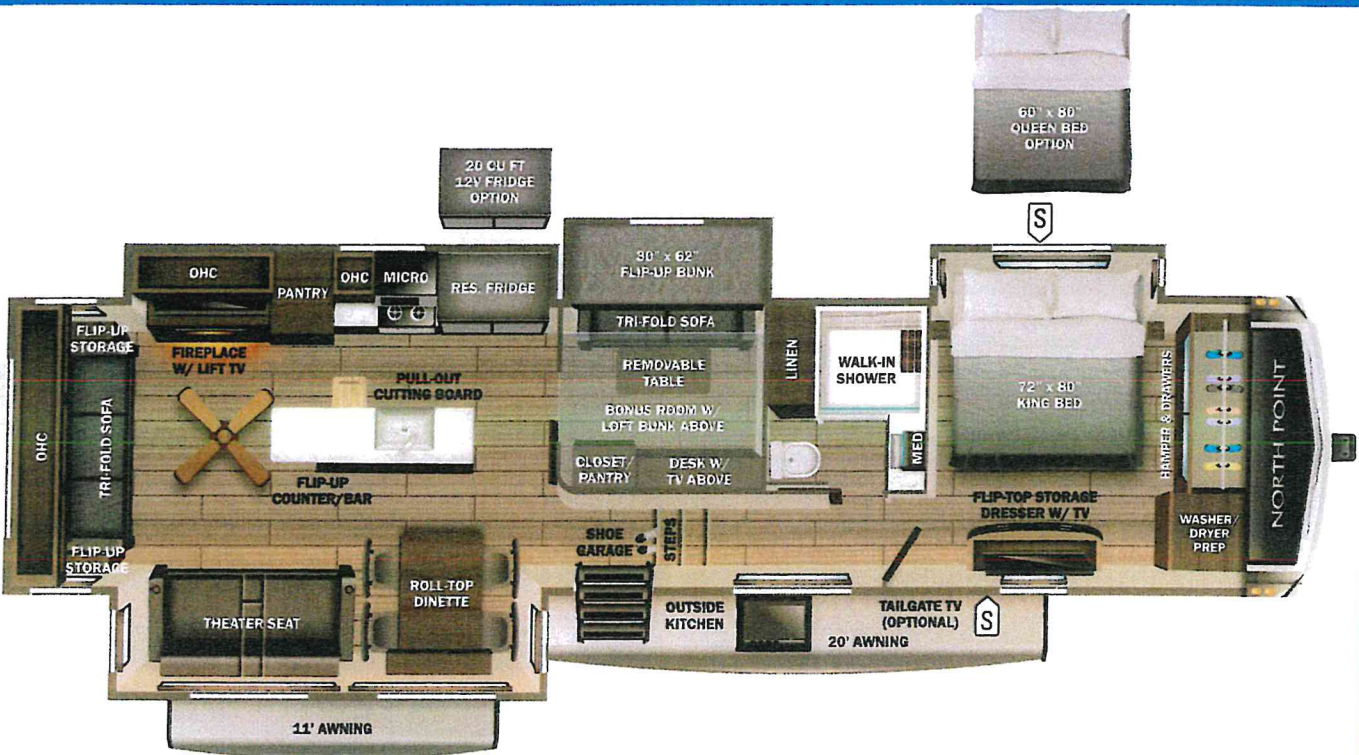 60" x 80"
QUEEN BED
OPTION
20 CU FT
12V FRIDGE
OPTION
S
30" x 62"
FLIP-UP BUNK
OHC
PANTRY
OHC
MICRO
RES. FRIDGE
FLIP-UP
STORAGE
FIREPLACE
W/ LIFT TV
TRI-FOLD SOFA
LINEN
WALK-IN
SHOWER
REMOVABLE
TABLE
PULL-OUT
CUTTING BOARD
72" x 80"
KING BED
HAMPER & DRAWERS
NORTH POINT
OHC
TRI-FOLD SOFA
BONUS ROOM W/
LOFT BUNK ABOVE
MED
CLOSET/
PANTRY
DESK W/
TV ABOVE
FLIP-UP
COUNTER/BAR
FLIP-TOP STORAGE
DRESSER W/ TV
WASHER/
DRYER
PREP
SHOE
GARAGE
STEPS
FLIP-UP
STORAGE
ROLL-TOP
DINETTE
THEATER SEAT
OUTSIDE
KITCHEN
TAILGATE TV
(OPTIONAL)
S
20' AWNING
11' AWNING